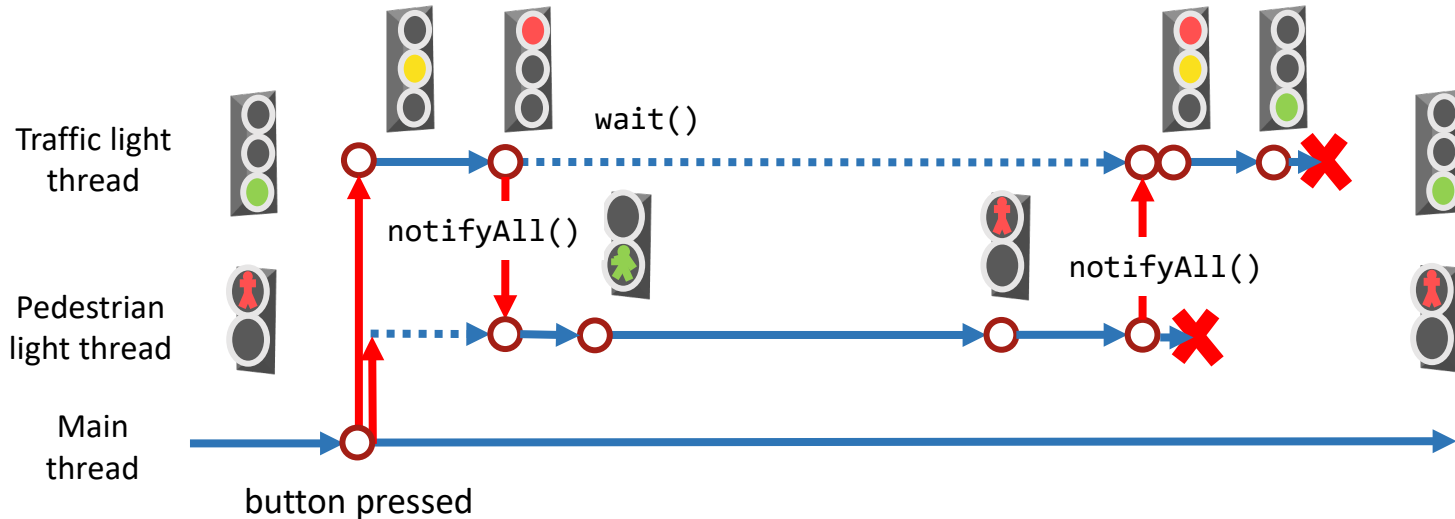 wait()
Traffic light
thread
notifyAll()
notifyAll()
Pedestrian
light thread
Main
thread
button pressed